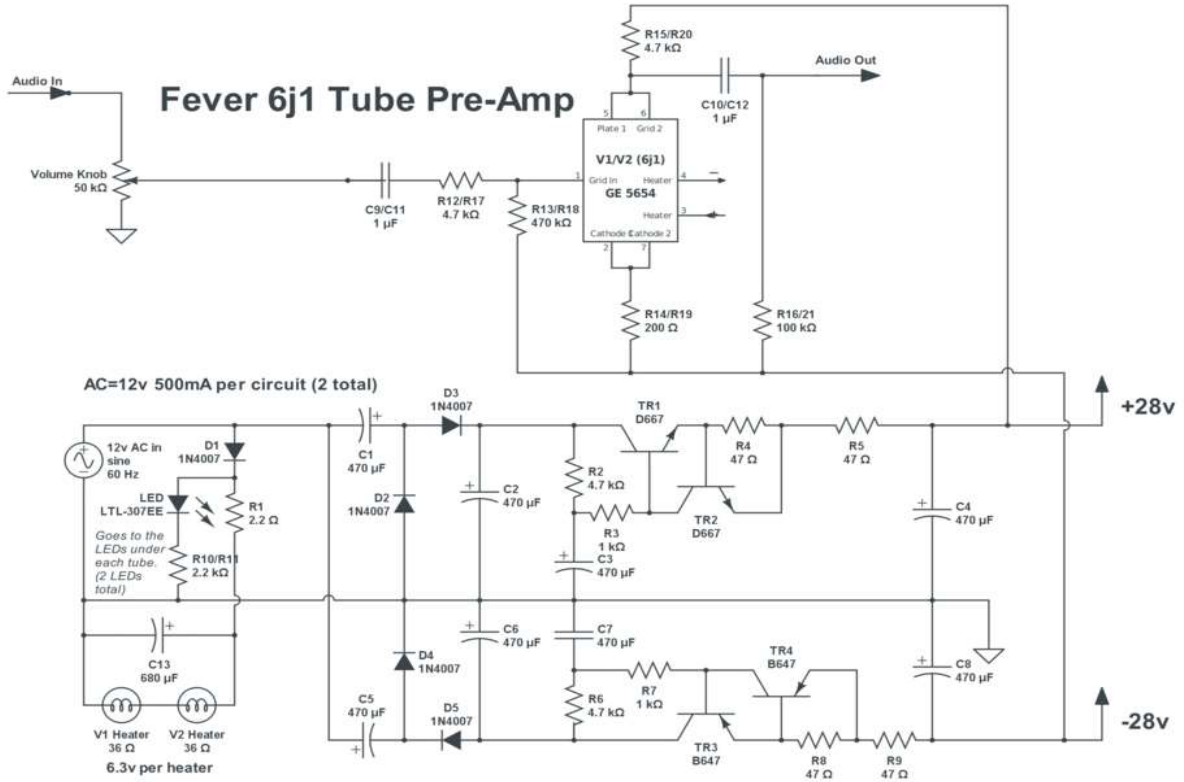 R15/R20
4.7 kΩ
Audio In
Audio Out
Fever 6j1 Tube Pre-Amp
C10/C12
1 µF
5
6
Plate 1
Grid 2
V1/V2 (6j1)
Volume Knob
50 kΩ
1
Grid In
Heater
4
−
GE 5654
C9/C11
1 µF
R12/R17
4.7 kΩ
R13/R18
470 kΩ
Heater
3
+
Cathode 1
Cathode 2
2
7
R14/R19
200 Ω
R16/21
100 kΩ
AC=12v 500mA per circuit (2 total)
D3
1N4007
TR1
D667
+28v
12v AC in
sine
60 Hz
D1
1N4007
+
C1
470 µF
R4
47 Ω
R5
47 Ω
LED
LTL-307EE
R1
2.2 Ω
D2
1N4007
+
C2
470 µF
R2
4.7 kΩ
TR2
D667
+
C4
470 µF
R3
1 kΩ
Goes to the
LEDs under
each tube.
(2 LEDs
total)
R10/R11
2.2 kΩ
+
C3
470 µF
+
C13
680 µF
D4
1N4007
+
C6
470 µF
C7
470 µF
TR4
B647
+
C8
470 µF
R7
1 kΩ
R6
4.7 kΩ
C5
470 µF
+
D5
1N4007
-28v
V1 Heater
36 Ω
V2 Heater
36 Ω
6.3v per heater
TR3
B647
R8
47 Ω
R9
47 Ω